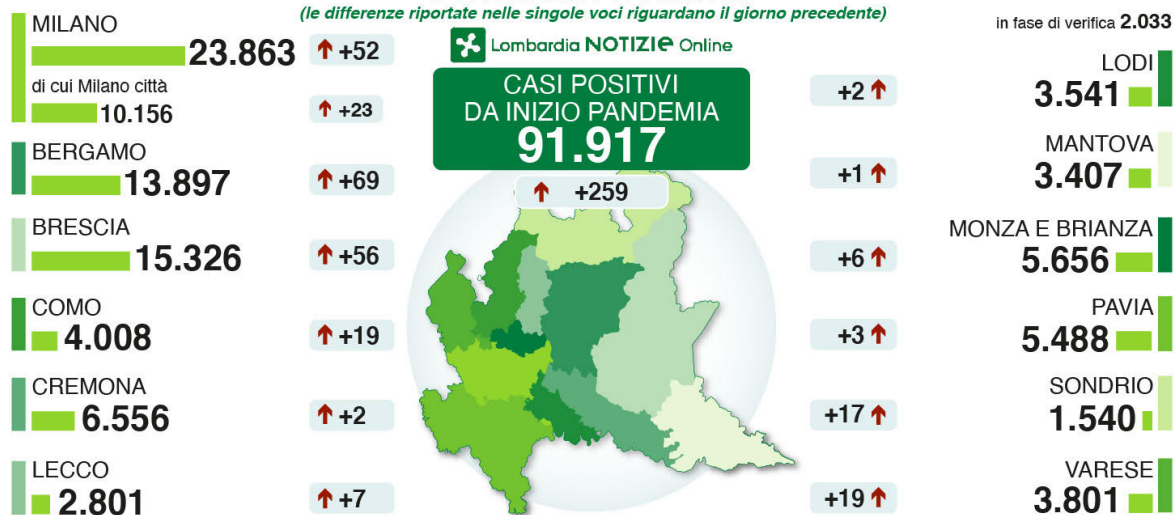 (le differenze riportate nelle singole voci riguardano il giorno precedente)
in fase di verifica 2.033
Lombardia NOTIZIE Online
CASI POSITIVI
DA INIZIO PANDEMIA
91.917
+259
MILANO
23.863
+52
di cui Milano città
10.156
+23
BERGAMO
13.897
+69
BRESCIA
15.326
+56
COMO
4.008
+19
CREMONA
6.556
+2
LECCO
2.801
+7
LODI
+2
3.541
MANTOVA
+1
3.407
MONZA E BRIANZA
+6
5.656
PAVIA
+3
5.488
SONDRIO
+17
1.540
VARESE
+19
3.801